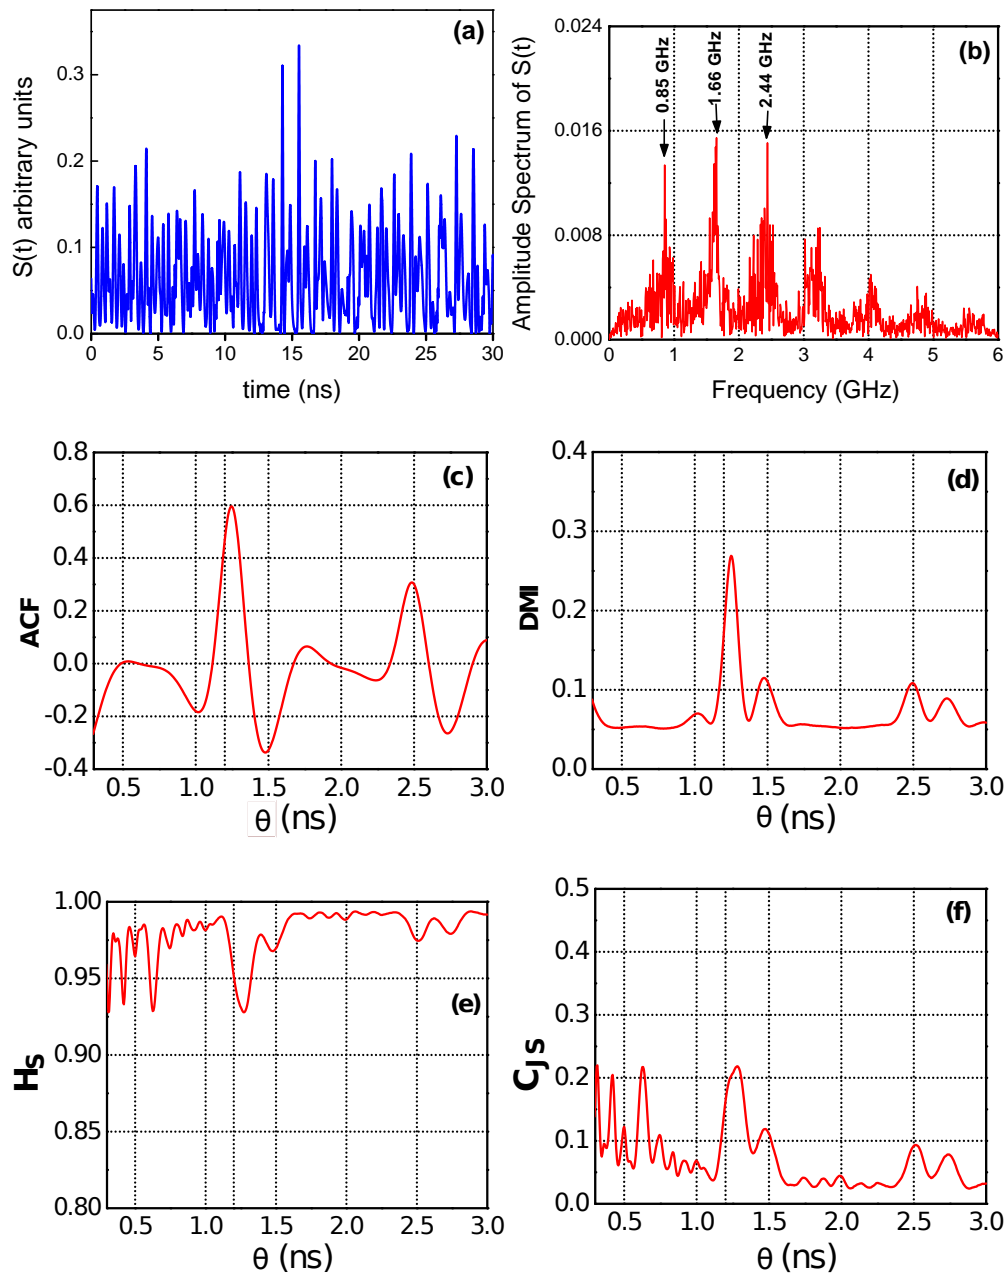 (a)
S(t) arbitrary units
0.3
0.2
0.1
0.0
0 5 10 15 20 25 30
time (ns)
(b)
Amplitude Spectrum of S(t)
0.85 GHz
1.66 GHz
2.44 GHz
0.024
0.016
0.008
0.000
0 1 2 3 4 5 6
Frequency (GHz)
(c)
ACF
0.8
0.6
0.4
0.2
0.0
-0.2
-0.4
0.5 1.0 1.5 2.0 2.5 3.0
θ (ns)
(d)
DMI
0.4
0.3
0.2
0.1
0.0
0.5 1.0 1.5 2.0 2.5 3.0
θ (ns)
(e)
Hs
1.00
0.95
0.90
0.85
0.80
0.5 1.0 1.5 2.0 2.5 3.0
θ (ns)
(f)
CJs
0.5
0.4
0.3
0.2
0.1
0.0
0.5 1.0 1.5 2.0 2.5 3.0
θ (ns)